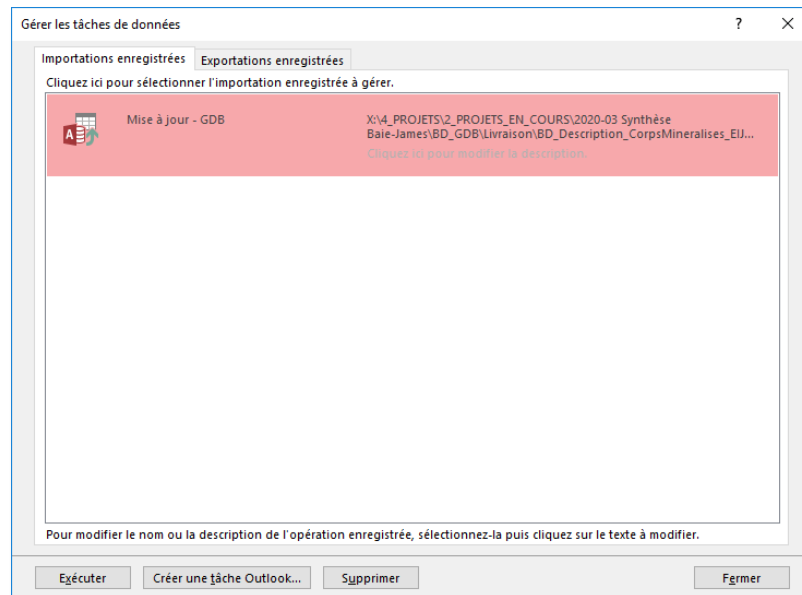 Gérer les tâches de données
?
Importations enregistrées
Exportations enregistrées
Cliquez ici pour sélectionner l'importation enregistrée à gérer.
A
Mise à jour - GDB
X:\4_PROJETS\2_PROJETS_EN_COURS\2020-03 Synthèse
Baie-James\BD_GDB\Livraison\BD_Description_CorpsMineralises_EIJ...
Cliquez ici pour modifier la description.
Pour modifier le nom ou la description de l'opération enregistrée, sélectionnez-la puis cliquez sur le texte à modifier.
Exécuter
Créer une tâche Outlook...
Supprimer
Fermer